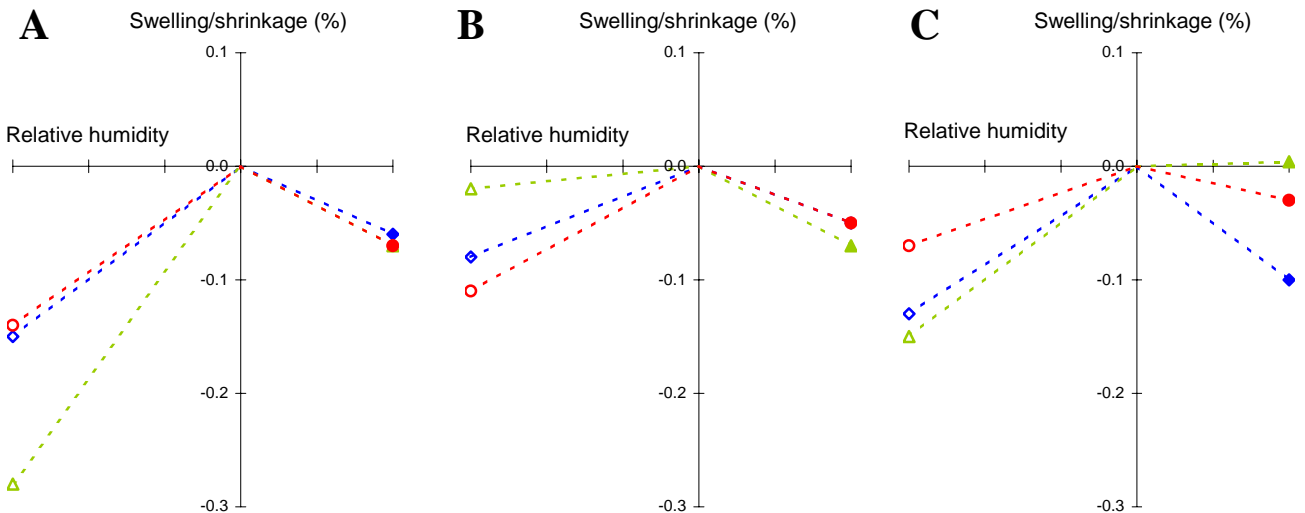 A
Swelling/shrinkage (%)
0.1
Relative humidity
0.0
-0.1
-0.2
-0.3
B
Swelling/shrinkage (%)
0.1
Relative humidity
0.0
-0.1
-0.2
-0.3
C
Swelling/shrinkage (%)
0.1
Relative humidity
0.0
-0.1
-0.2
-0.3